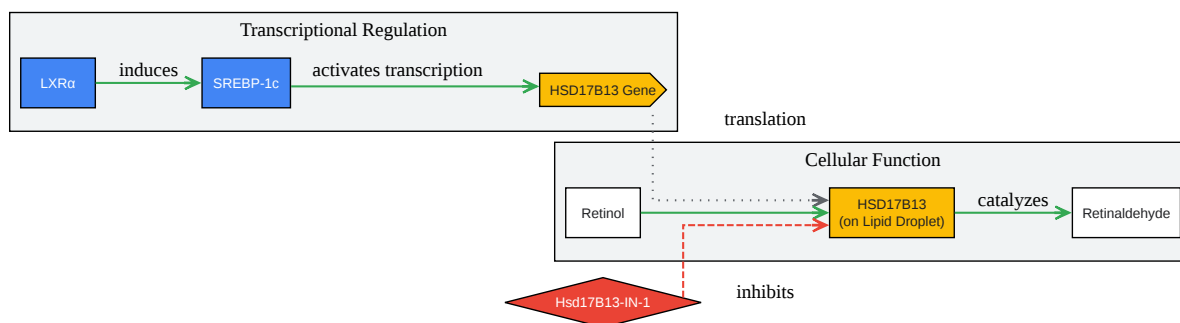 Transcriptional Regulation
LXRα
induces
SREBP-1c
activates transcription
HSD17B13 Gene
translation
Cellular Function
Retinol
HSD17B13
(on Lipid Droplet)
catalyzes
Retinaldehyde
Hsd17B13-IN-1
inhibits